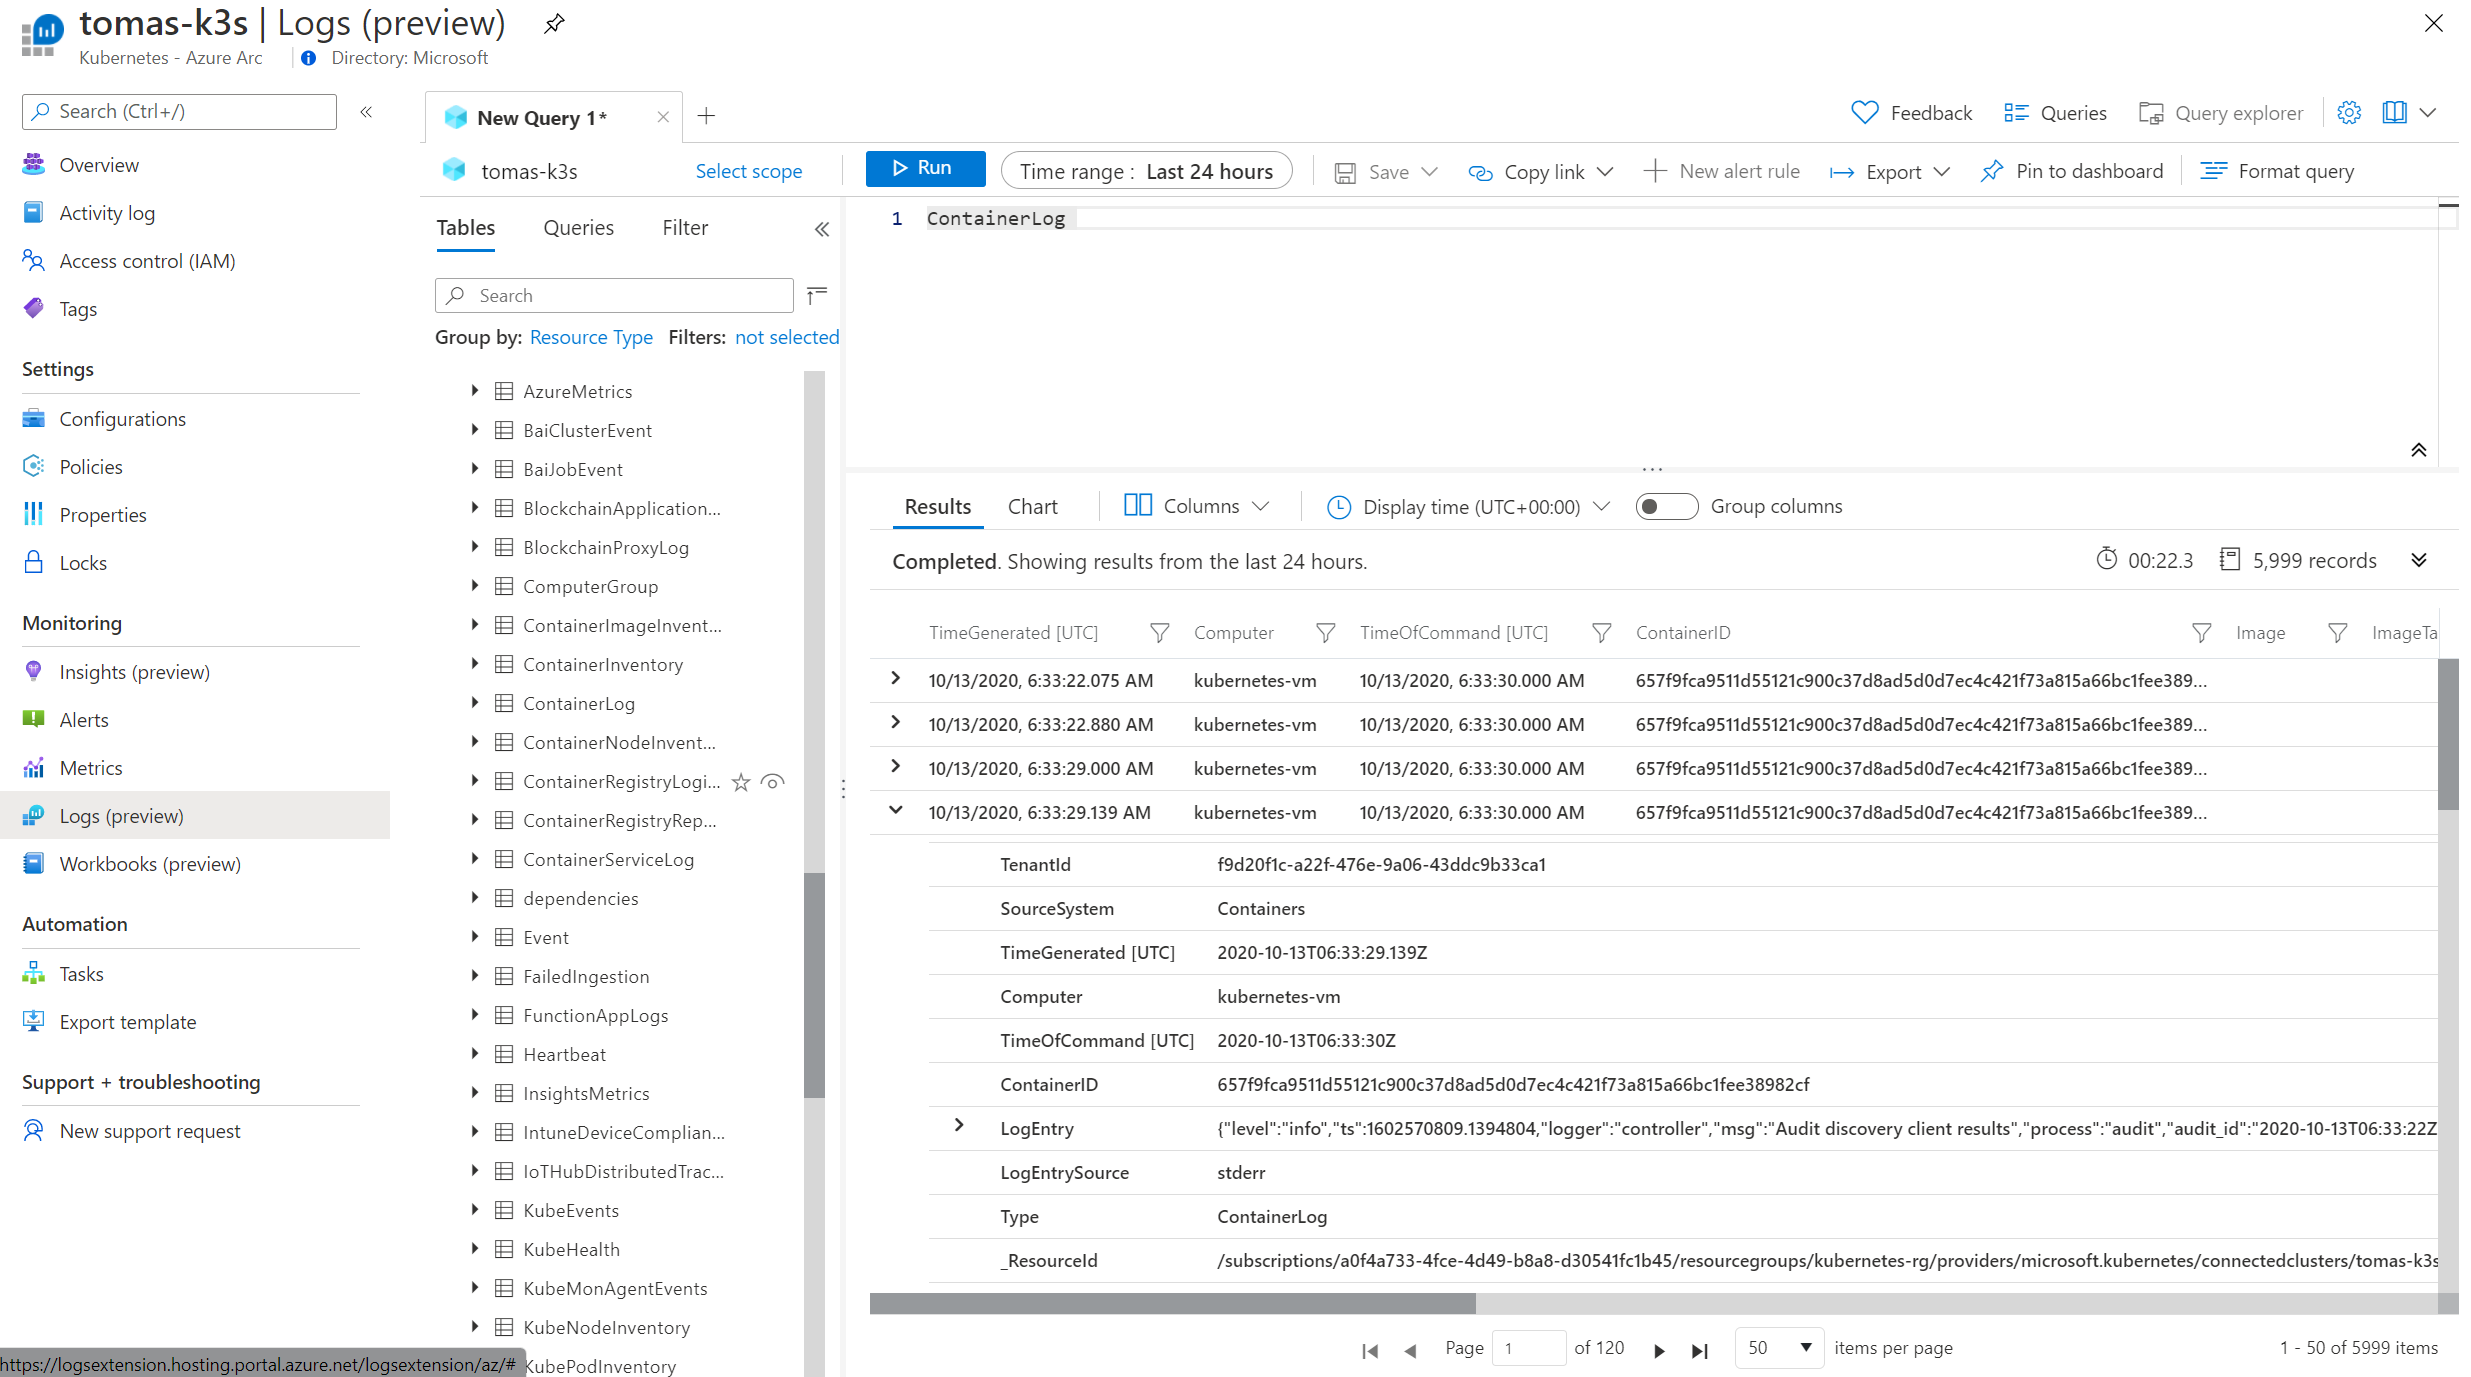 tomas-k3s | Logs (preview)
Kubernetes - Azure Arc
Directory: Microsoft
Search (Ctrl+/)
Overview
Activity log
Access control (IAM)
Tags
Settings
Configurations
Policies
Properties
Locks
Monitoring
Insights (preview)
Alerts
Metrics
Logs (preview)
Workbooks (preview)
Automation
Tasks
Export template
Support + troubleshooting
New support request
https://logsextension.hosting.portal.azure.net/logsextension/az/#
New Query 1*
Feedback
Queries
Query explorer
tomas-k3s
Select scope
Run
Time range : Last 24 hours
Save
Copy link
New alert rule
Export
Pin to dashboard
Format query
Tables
Queries
Filter
Search
Group by: Resource Type Filters: not selected
AzureMetrics
BaiClusterEvent
BaiJobEvent
BlockchainApplication...
BlockchainProxyLog
ComputerGroup
ContainerImageInvent...
ContainerInventory
ContainerLog
ContainerNodeInvent...
ContainerRegistryLogi...
ContainerRegistryRep...
ContainerServiceLog
dependencies
Event
FailedIngestion
FunctionAppLogs
Heartbeat
InsightsMetrics
IntuneDeviceComplian...
IoTHubDistributedTrac...
KubeEvents
KubeHealth
KubeMonAgentEvents
KubeNodeInventory
KubePodInventory
1 ContainerLog
Results
Chart
Columns
Display time (UTC+00:00)
Group columns
Completed. Showing results from the last 24 hours.
00:22.3
5,999 records
TimeGenerated [UTC] Computer TimeOfCommand [UTC] ContainerID Image ImageTa
10/13/2020, 6:33:22.075 AM kubernetes-vm 10/13/2020, 6:33:30.000 AM 657f9fca9511d55121c900c37d8ad5d0d7ec4c421f73a815a66bc1fee389...
10/13/2020, 6:33:22.880 AM kubernetes-vm 10/13/2020, 6:33:30.000 AM 657f9fca9511d55121c900c37d8ad5d0d7ec4c421f73a815a66bc1fee389...
10/13/2020, 6:33:29.000 AM kubernetes-vm 10/13/2020, 6:33:30.000 AM 657f9fca9511d55121c900c37d8ad5d0d7ec4c421f73a815a66bc1fee389...
10/13/2020, 6:33:29.139 AM kubernetes-vm 10/13/2020, 6:33:30.000 AM 657f9fca9511d55121c900c37d8ad5d0d7ec4c421f73a815a66bc1fee389...
TenantId f9d20f1c-a22f-476e-9a06-43ddc9b33ca1
SourceSystem Containers
TimeGenerated [UTC] 2020-10-13T06:33:29.139Z
Computer kubernetes-vm
TimeOfCommand [UTC] 2020-10-13T06:33:30Z
ContainerID 657f9fca9511d55121c900c37d8ad5d0d7ec4c421f73a815a66bc1fee38982cf
LogEntry {"level":"info","ts":1602570809.1394804,"logger":"controller","msg":"Audit discovery client results","process":"audit","audit_id":"2020-10-13T06:33:22Z
LogEntrySource stderr
Type ContainerLog
_ResourceId /subscriptions/a0f4a733-4fce-4d49-b8a8-d30541fc1b45/resourcegroups/kubernetes-rg/providers/microsoft.kubernetes/connectedclusters/tomas-k3s
Page 1 of 120
50 items per page
1 - 50 of 5999 items